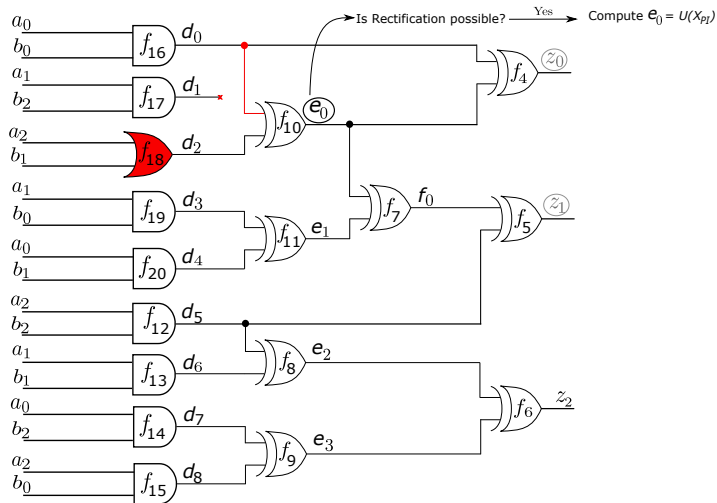 Is Rectification possible? Yes Compute e₀ = U(X_PI)
a₀ b₀ f₁₆ d₀
a₁ b₂ f₁₇ d₁
a₂ b₁ f₁₈ d₂
a₁ b₀ f₁₉ d₃
a₀ b₁ f₂₀ d₄
a₂ b₂ f₁₂ d₅
a₁ b₁ f₁₃ d₆
a₀ b₂ f₁₄ d₇
a₂ b₀ f₁₅ d₈
f₁₀ e₀
f₁₁ e₁
f₈ e₂
f₉ e₃
f₇ f₀
f₄ z₀
f₅ z₁
f₆ z₂